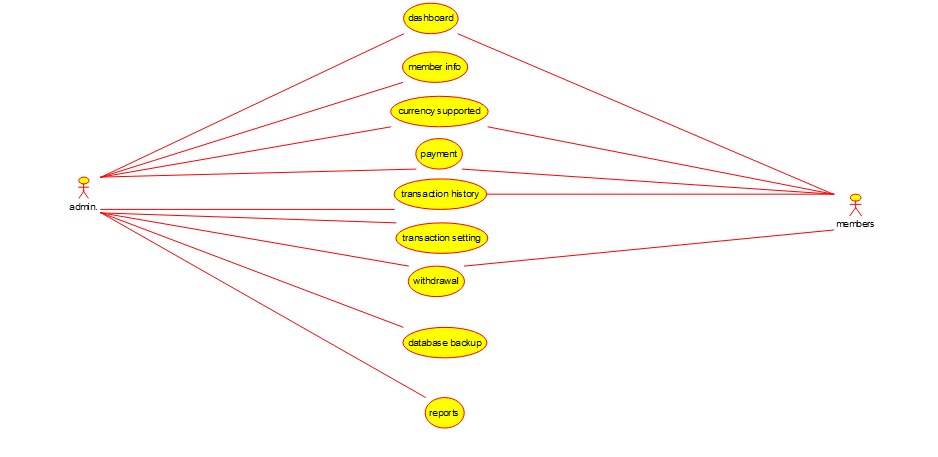 dashboard
member info
currency supported
payment
transaction history
admin.
members
transaction setting
withdrawal
database backup
reports